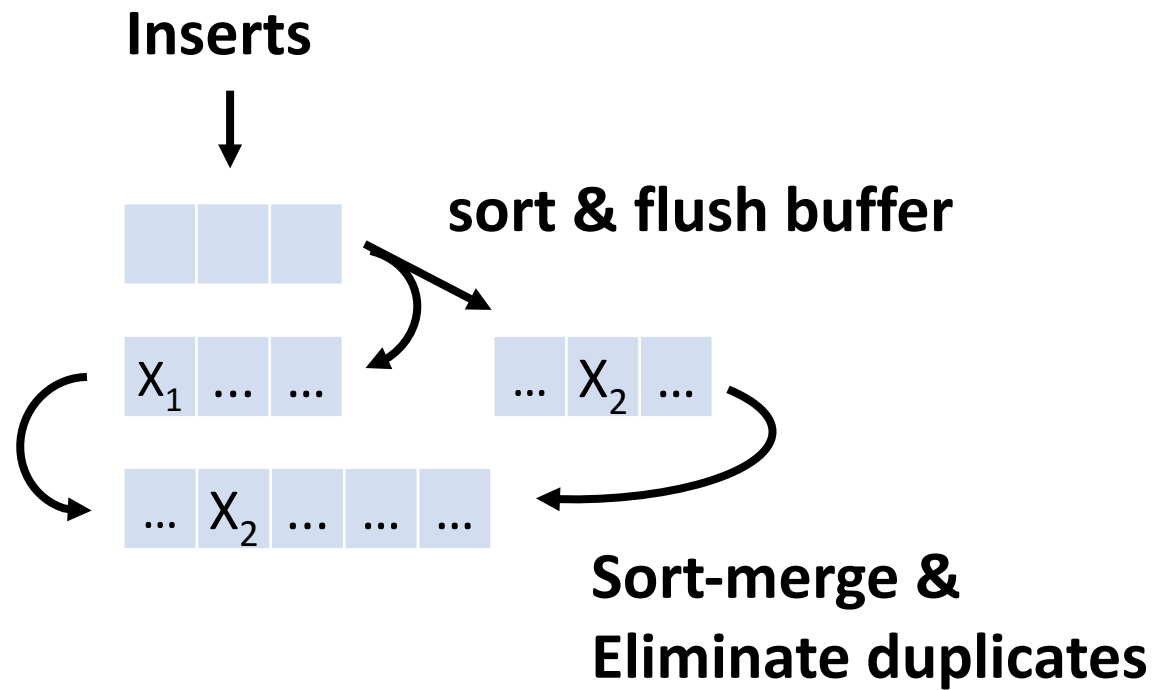 Inserts
sort & flush buffer
X₁ ... ...
... X₂ ...
... X₂ ... ... ...
Sort-merge &
Eliminate duplicates